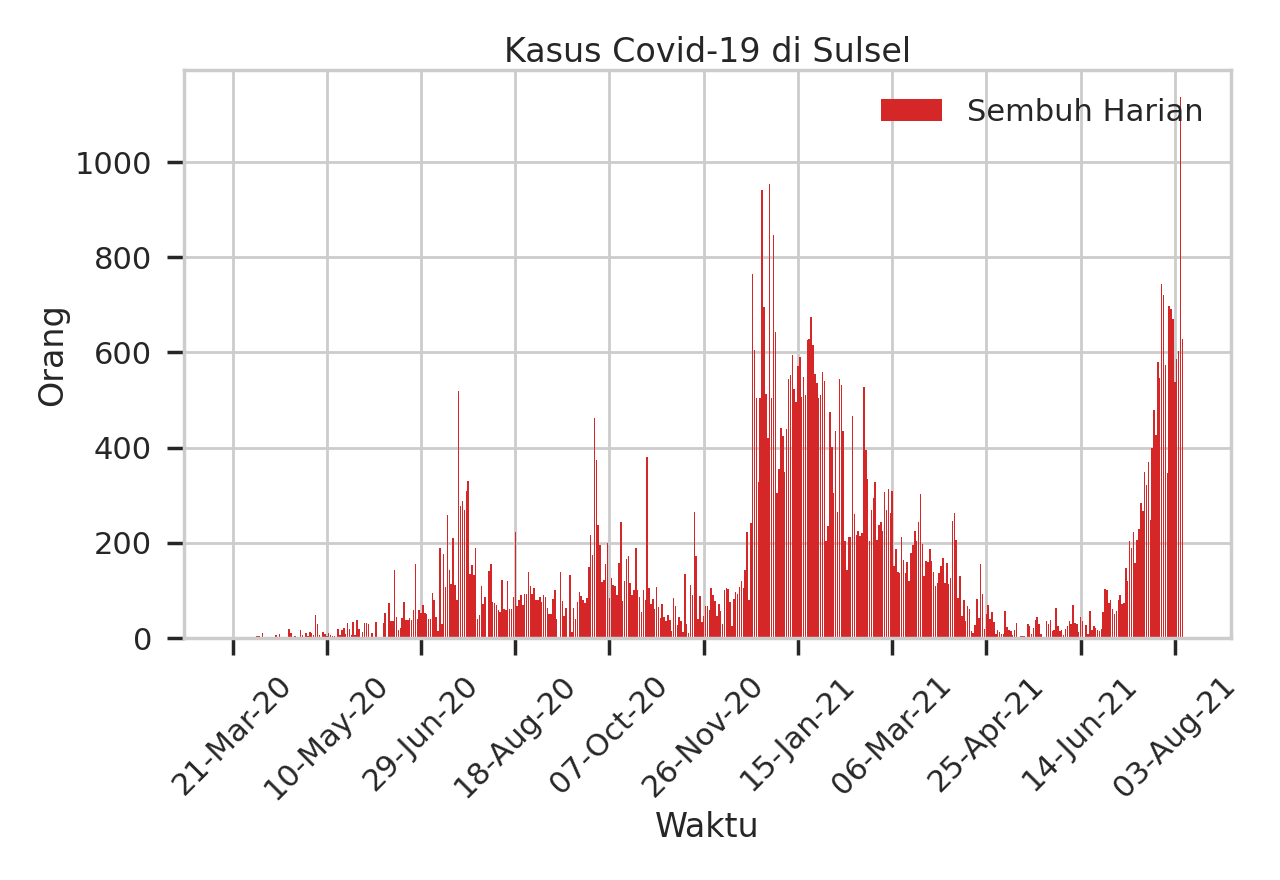 Kasus Covid-19 di Sulsel
Sembuh Harian
1000
800
600
400
200
0
Orang
21-Mar-20
10-May-20
29-Jun-20
18-Aug-20
07-Oct-20
26-Nov-20
15-Jan-21
06-Mar-21
25-Apr-21
14-Jun-21
03-Aug-21
Waktu